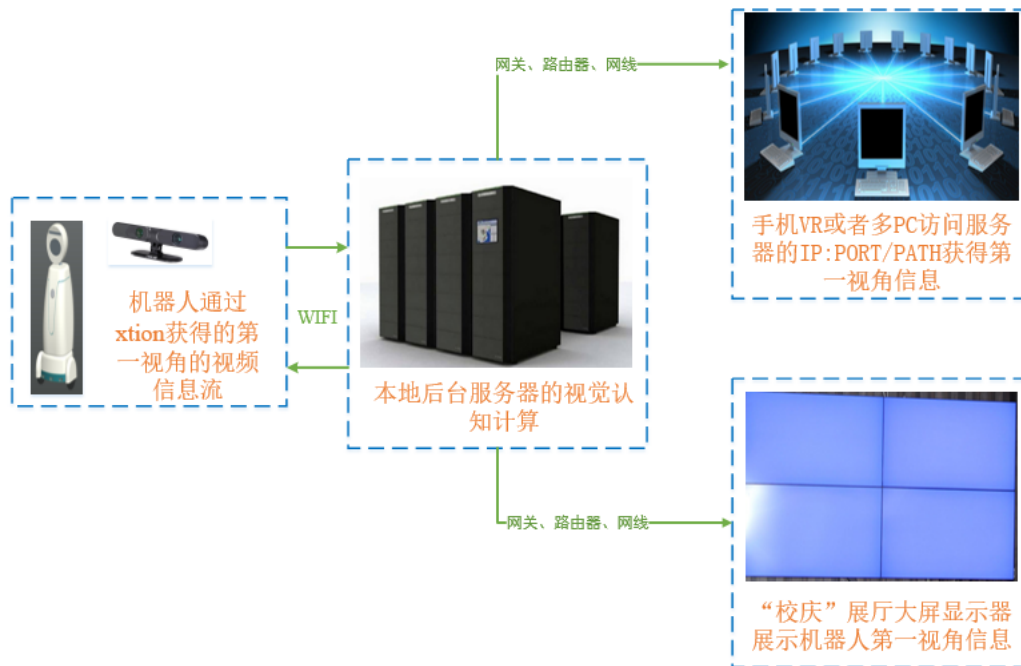 网关、路由器、网线
手机VR或者多PC访问服务
器的IP:PORT/PATH获得第
一视角信息
机器人通过
xtion获得的第
一视角的视频
信息流
WIFI
本地后台服务器的视觉认
知计算
网关、路由器、网线
“校庆”展厅大屏显示器
展示机器人第一视角信息